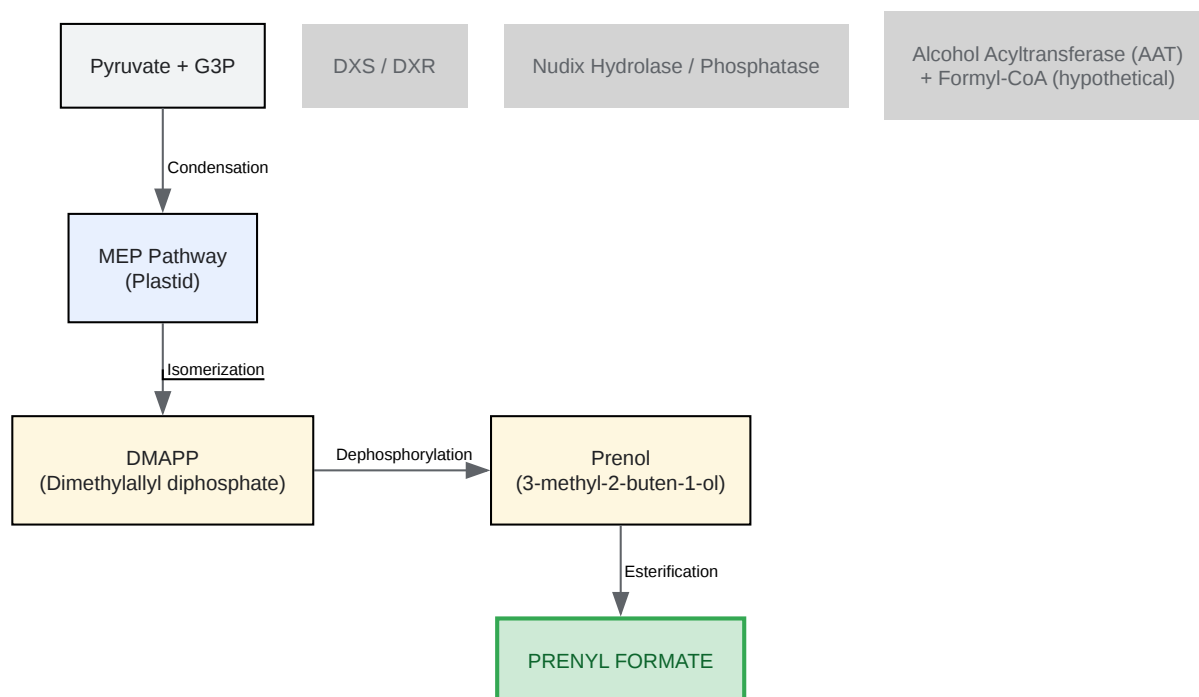 Pyruvate + G3P
DXS / DXR
Nudix Hydrolase / Phosphatase
Alcohol Acyltransferase (AAT)
+ Formyl-CoA (hypothetical)
Condensation
MEP Pathway
(Plastid)
Isomerization
DMAPP
(Dimethylallyl diphosphate)
Dephosphorylation
Prenol
(3-methyl-2-buten-1-ol)
Esterification
PRENYL FORMATE